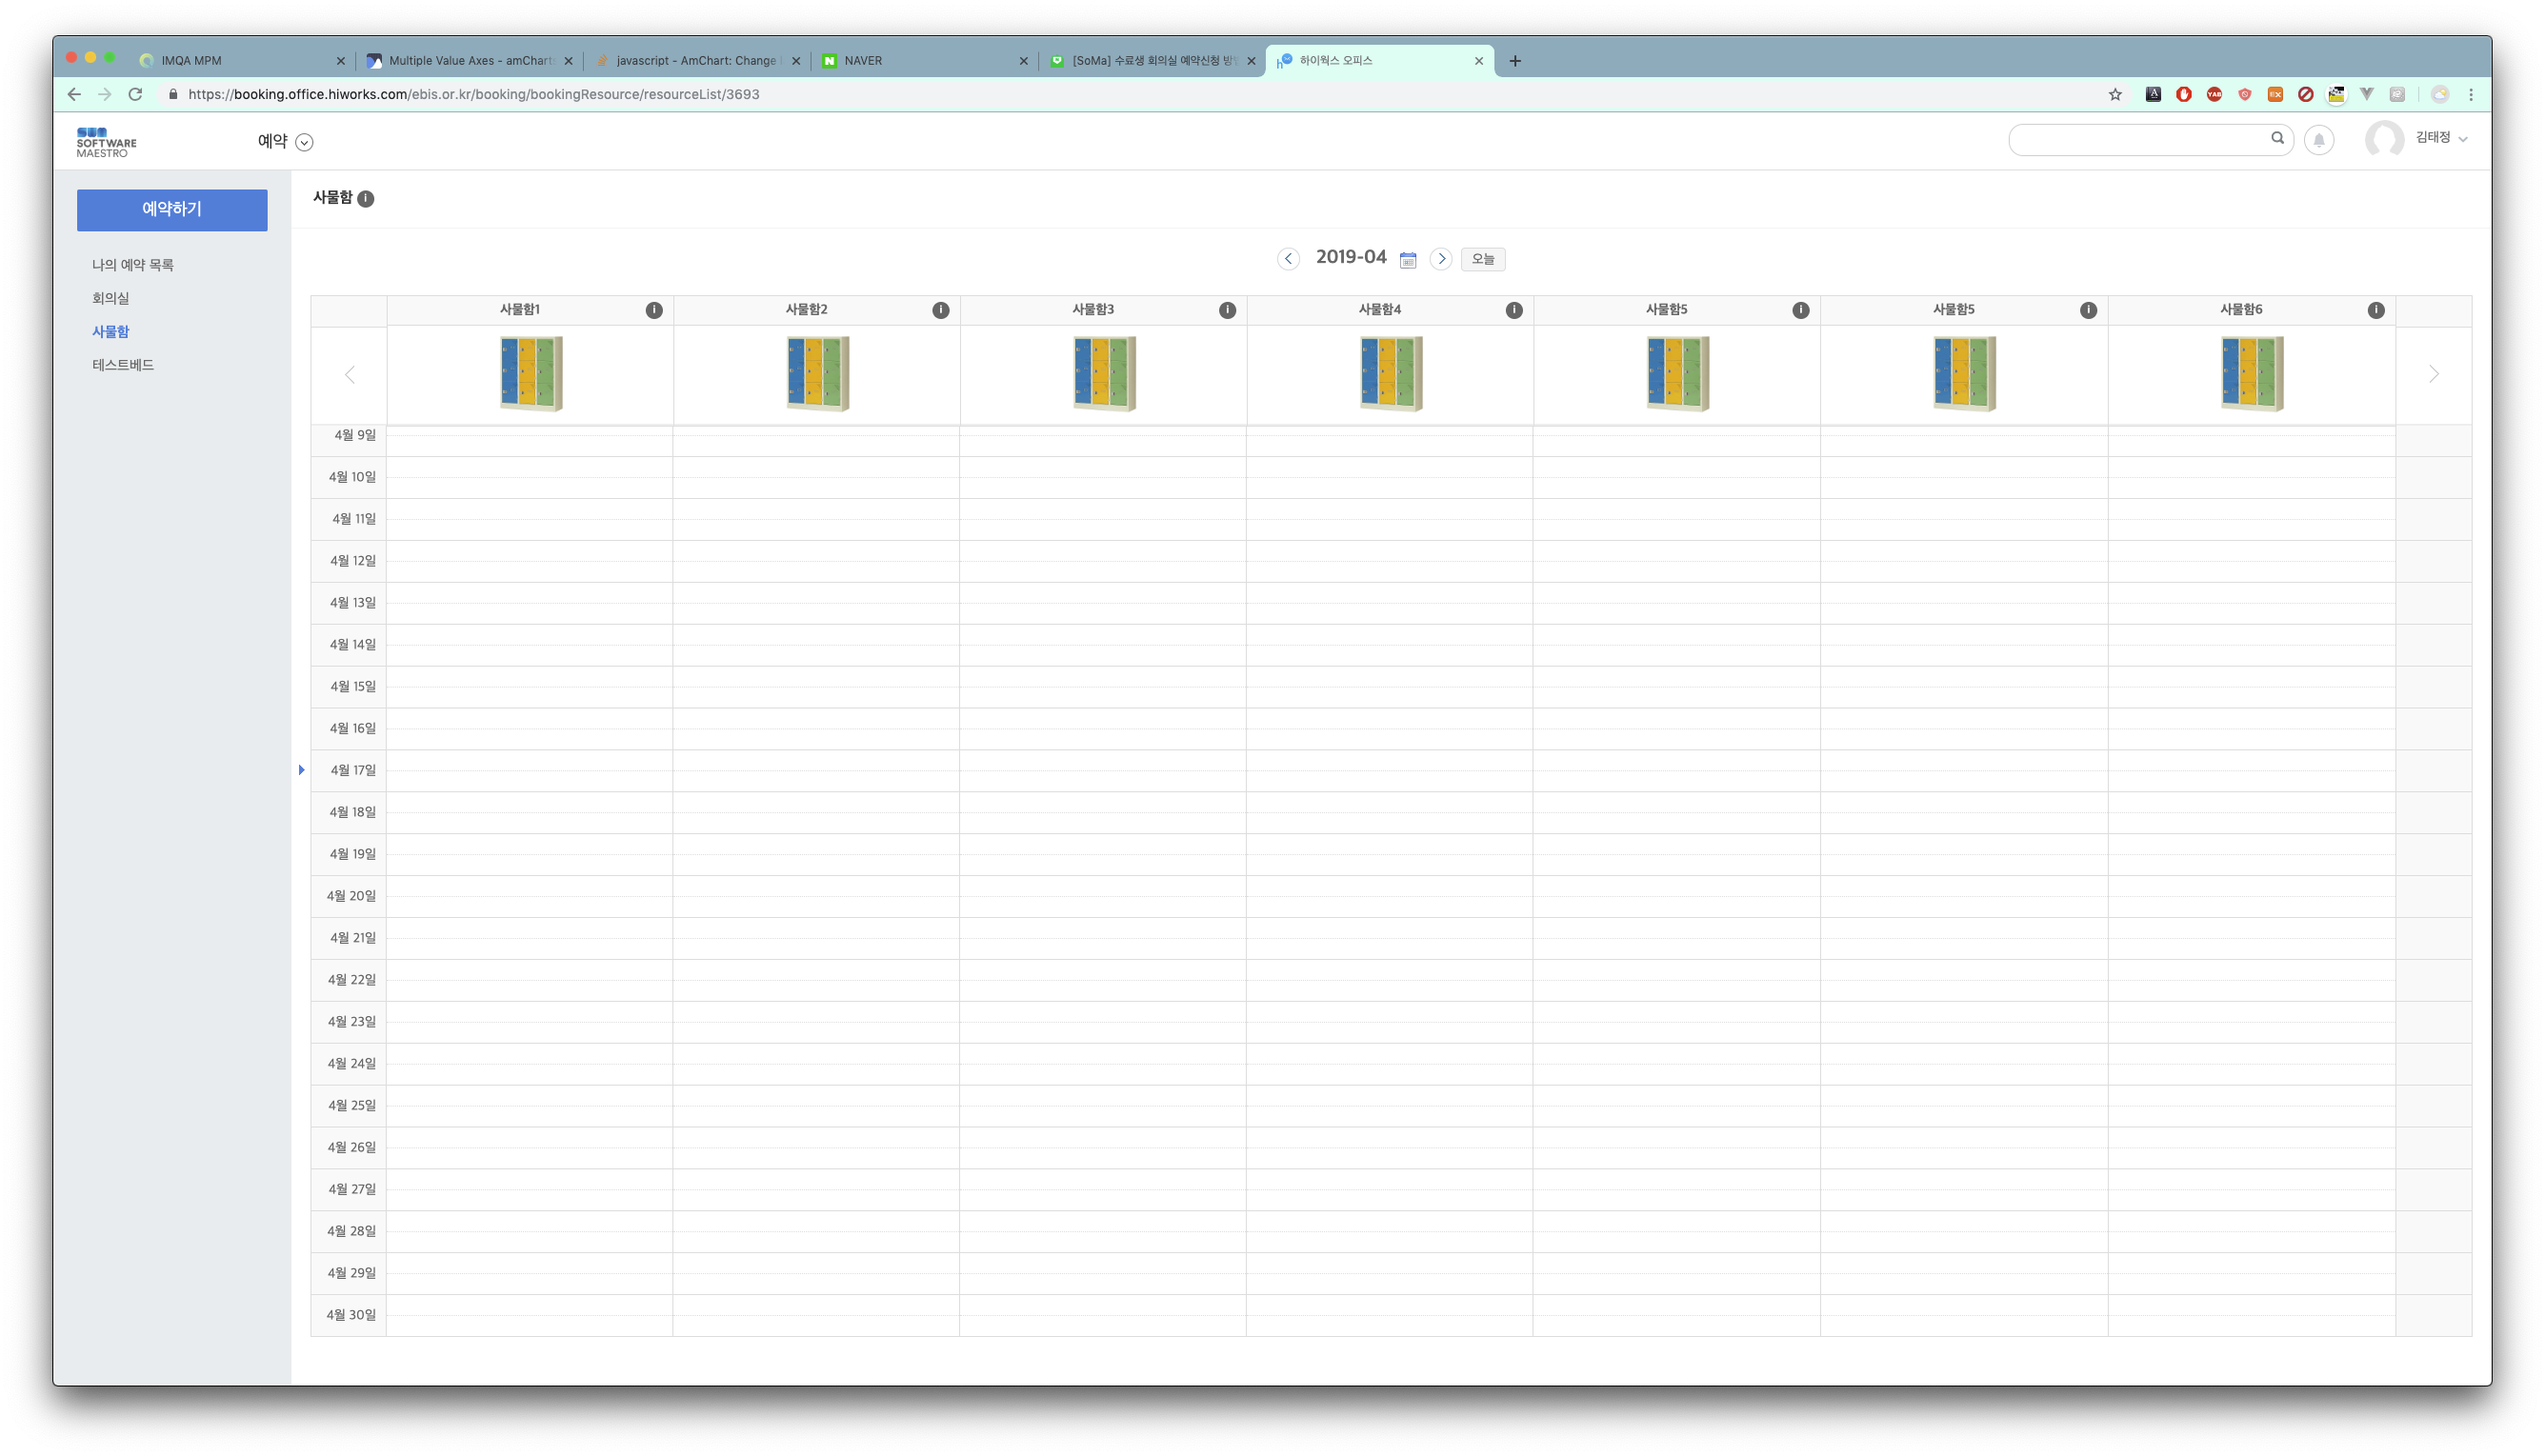 IMQA MPM
Multiple Value Axes - amChart
javascript - AmChart: Change
NAVER
[SoMa] 수료생 회의실 예약신청 방
하이웍스 오피스
https://booking.office.hiworks.com/ebis.or.kr/booking/bookingResource/resourceList/3693
SOFTWARE
MAESTRO
예약
김태정
예약하기
나의 예약 목록
회의실
사물함
테스트베드
사물함
2019-04
오늘
사물함1 사물함2 사물함3 사물함4 사물함5 사물함5 사물함6
4월 9일
4월 10일
4월 11일
4월 12일
4월 13일
4월 14일
4월 15일
4월 16일
4월 17일
4월 18일
4월 19일
4월 20일
4월 21일
4월 22일
4월 23일
4월 24일
4월 25일
4월 26일
4월 27일
4월 28일
4월 29일
4월 30일